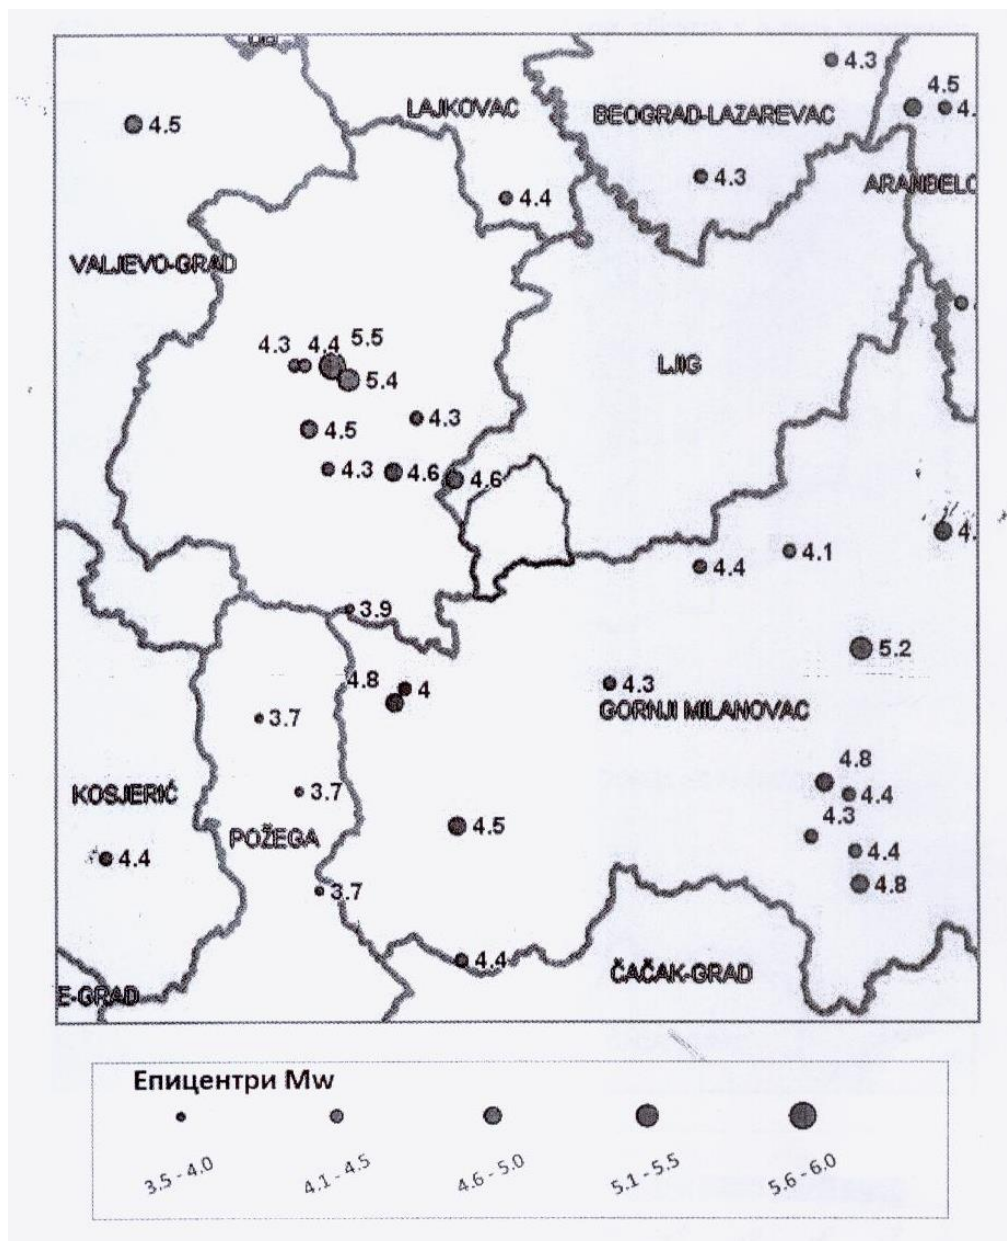 4.3
4.5
4.
4.5
LAJKOVAC
BEOGRAD-LAZAREVAC
4.3
ARANĐELO
4.4
VALJEVO-GRAD
4.3
4.4
5.5
LJIG
5.4
4.3
4.5
4.3
4.6
4.6
4.
4.1
4.4
3.9
5.2
4.8
4
4.3
3.7
GORNJI MILANOVAC
4.8
KOSJERIĆ
3.7
4.4
4.3
4.5
POŽEGA
4.4
4.4
4.8
3.7
4.4
ČAČAK-GRAD
E-GRAD
Епицентри Mw
3.5 - 4.0
4.1 - 4.5
4.6 - 5.0
5.1 - 5.5
5.6 - 6.0